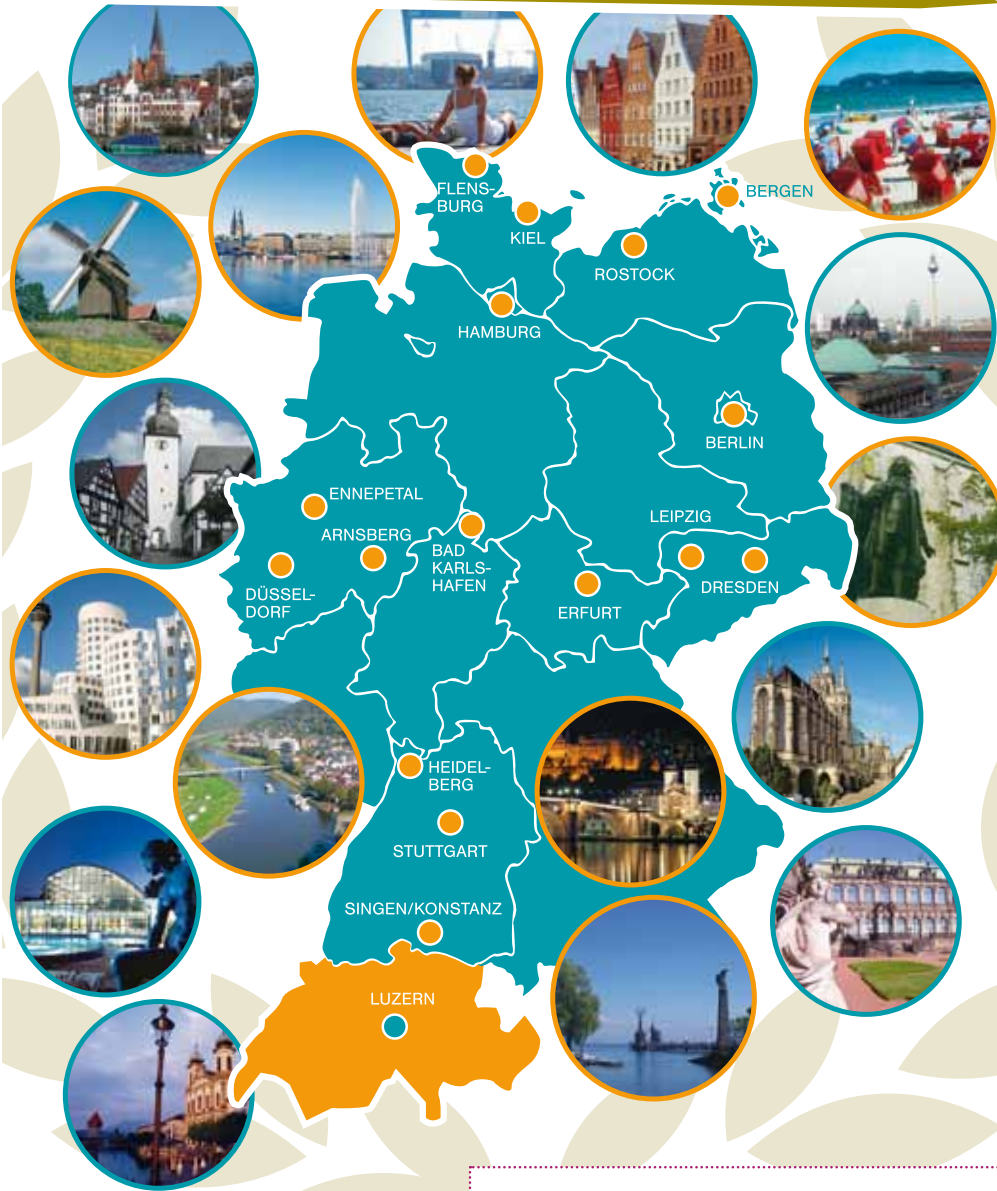 FLENS-
BURG
BERGEN
KIEL
ROSTOCK
HAMBURG
BERLIN
ENNEPETAL
LEIPZIG
ARNSBERG
BAD
KARLS-
HAFEN
DÜSSEL-
DORF
DRESDEN
ERFURT
HEIDEL-
BERG
STUTTGART
SINGEN/KONSTANZ
LUZERN